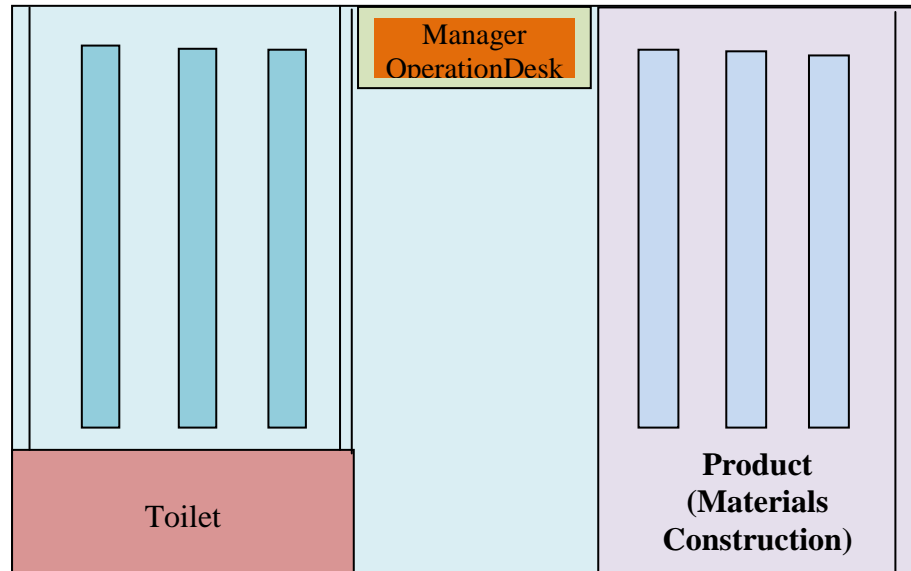 Manager
OperationDesk
Product
(Materials
Construction)
Toilet